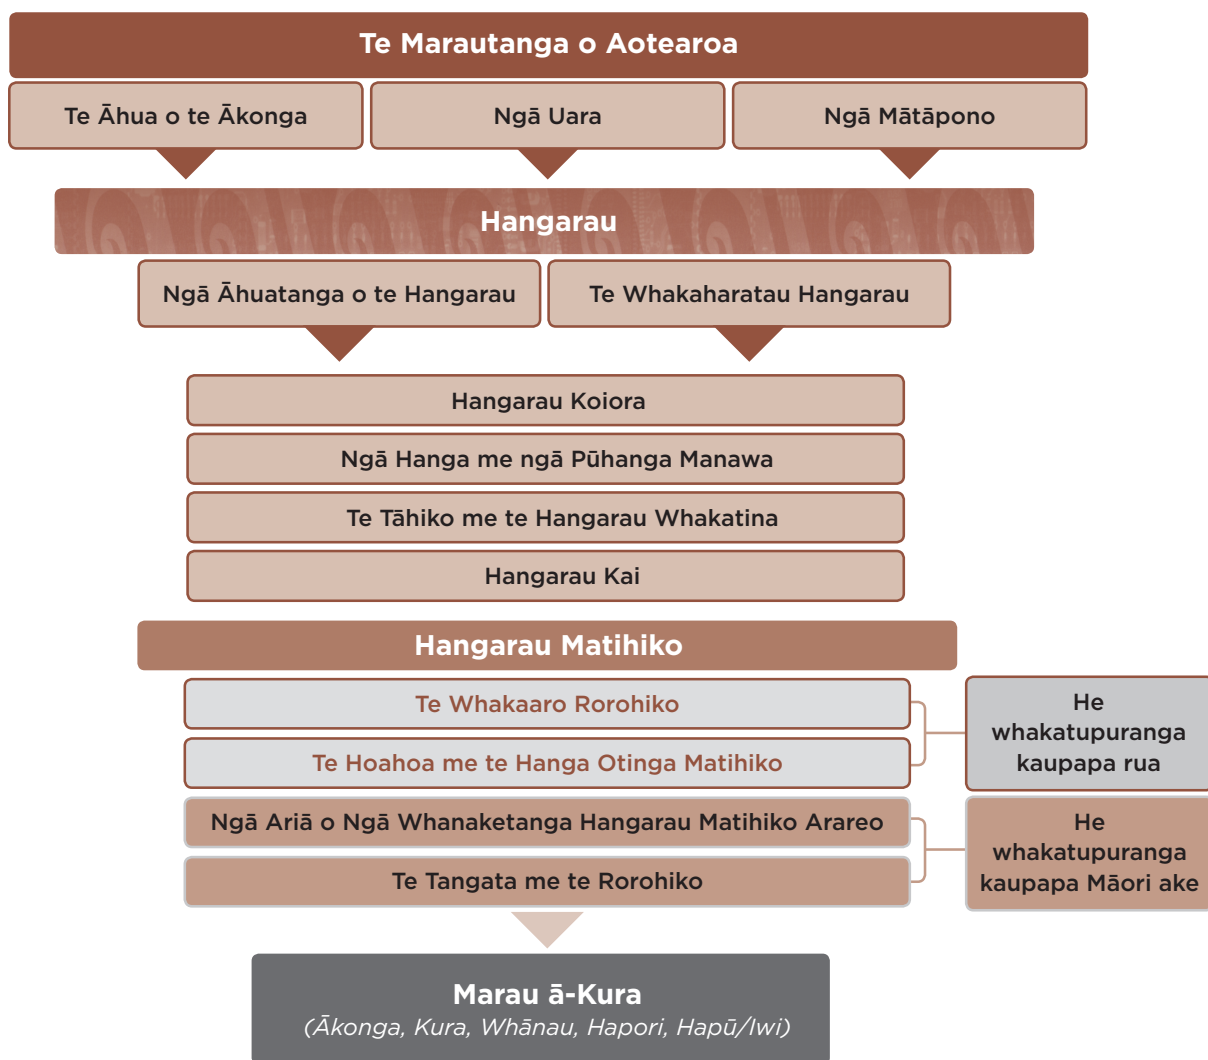 Te Marautanga o Aotearoa
Te Āhua o te Ākonga
Ngā Uara
Ngā Mātāpono
Hangarau
Ngā Āhuatanga o te Hangarau
Te Whakaharatau Hangarau
Hangarau Koiora
Ngā Hanga me ngā Pūhanga Manawa
Te Tāhiko me te Hangarau Whakatina
Hangarau Kai
Hangarau Matihiko
Te Whakaaro Rorohiko
Te Hoahoa me te Hanga Otinga Matihiko
He
whakatupuranga
kaupapa rua
Ngā Ariā o Ngā Whanaketanga Hangarau Matihiko Arareo
Te Tangata me te Rorohiko
He
whakatupuranga
kaupapa Māori ake
Marau ā-Kura
(Ākonga, Kura, Whānau, Hapori, Hapū/Iwi)